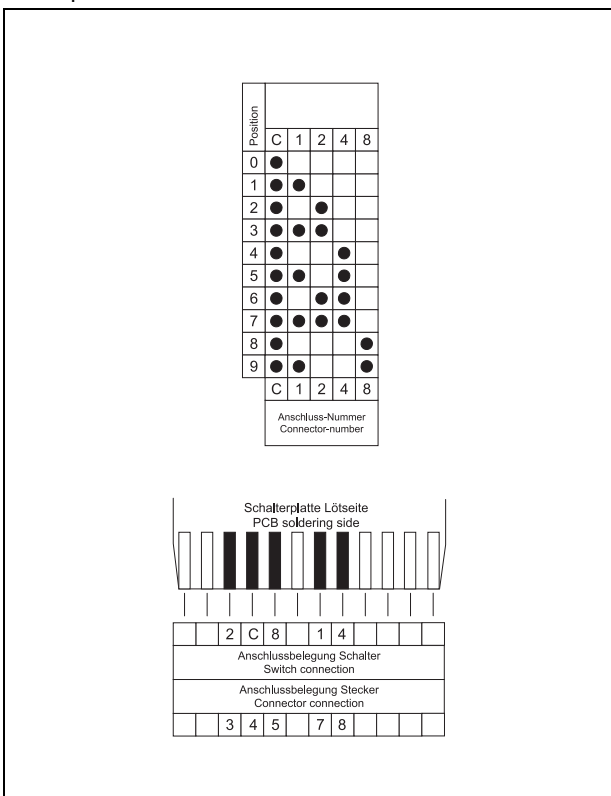 Position
C 1 2 4 8
0
1
2
3
4
5
6
7
8
9
C 1 2 4 8
Anschluss-Nummer
Connector-number
Schalterplatte Lötseite
PCB soldering side
2 C 8 1 4
Anschlussbelegung Schalter
Switch connection
Anschlussbelegung Stecker
Connector connection
3 4 5 7 8